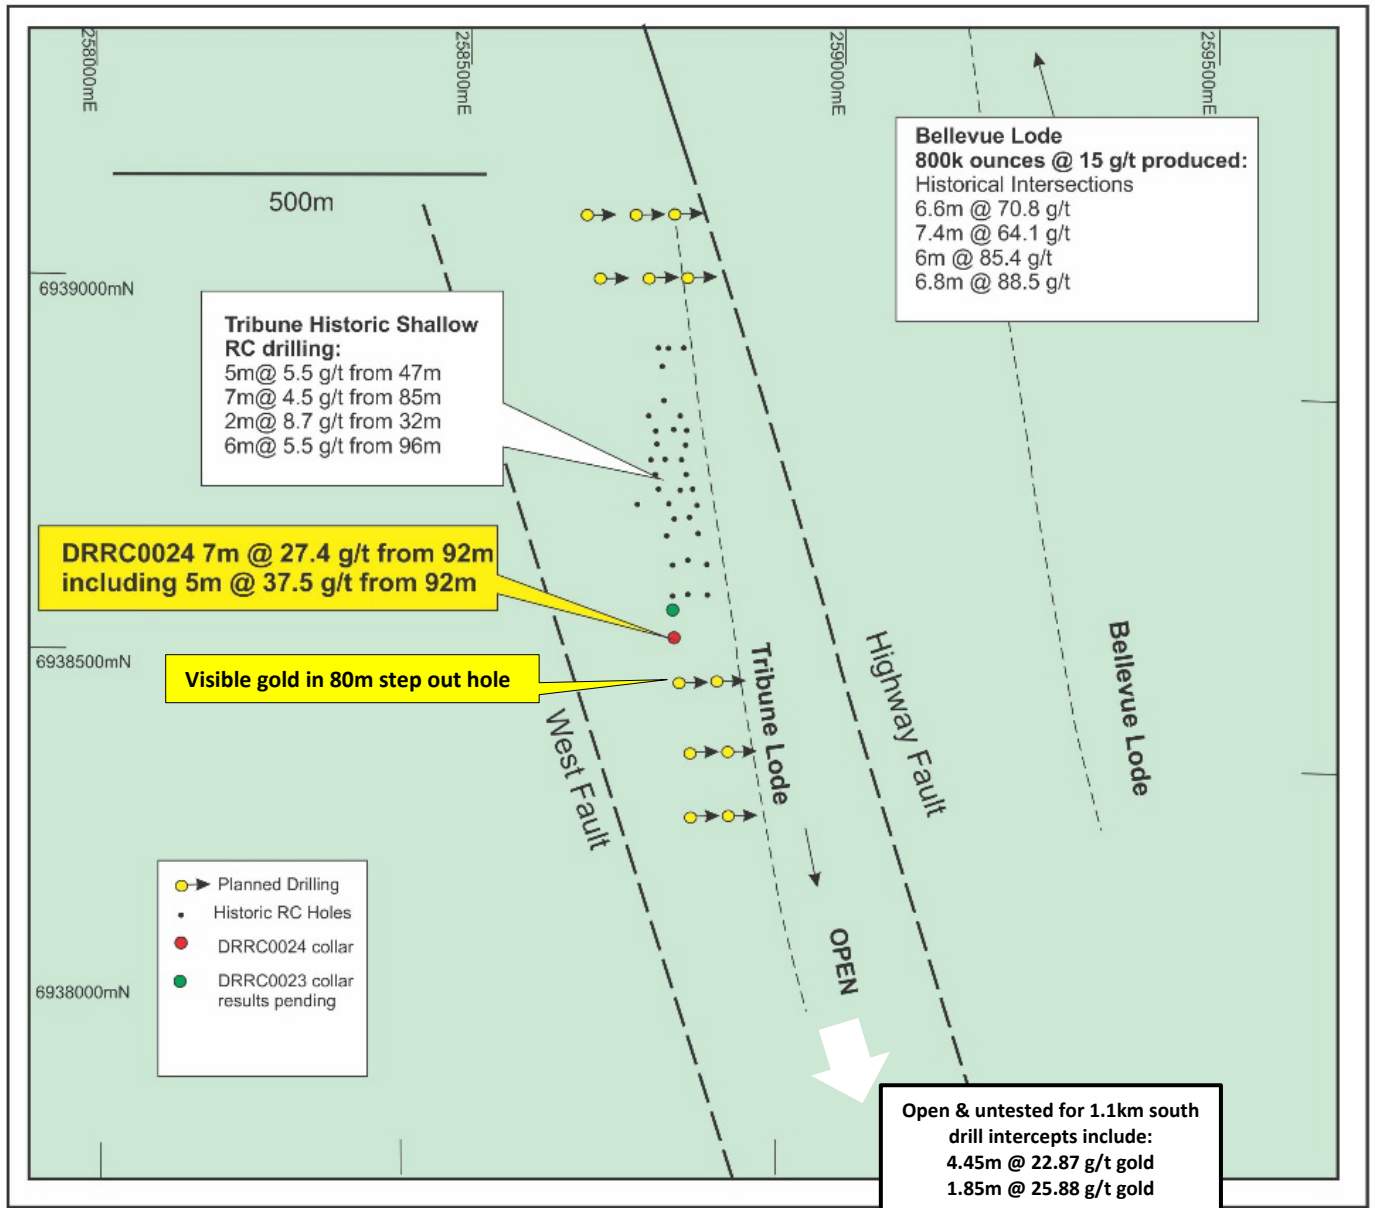 258000mE
258500mE
259000mE
259500mE
500m
Bellevue Lode
800k ounces @ 15 g/t produced:
Historical Intersections
6.6m @ 70.8 g/t
7.4m @ 64.1 g/t
6m @ 85.4 g/t
6.8m @ 88.5 g/t
6939000mN
Tribune Historic Shallow
RC drilling:
5m@ 5.5 g/t from 47m
7m@ 4.5 g/t from 85m
2m@ 8.7 g/t from 32m
6m@ 5.5 g/t from 96m
DRRC0024 7m @ 27.4 g/t from 92m
including 5m @ 37.5 g/t from 92m
6938500mN
Visible gold in 80m step out hole
West Fault
Tribune Lode
Highway Fault
Bellevue Lode
OPEN
Planned Drilling
Historic RC Holes
DRRC0024 collar
DRRC0023 collar
results pending
6938000mN
Open & untested for 1.1km south
drill intercepts include:
4.45m @ 22.87 g/t gold
1.85m @ 25.88 g/t gold